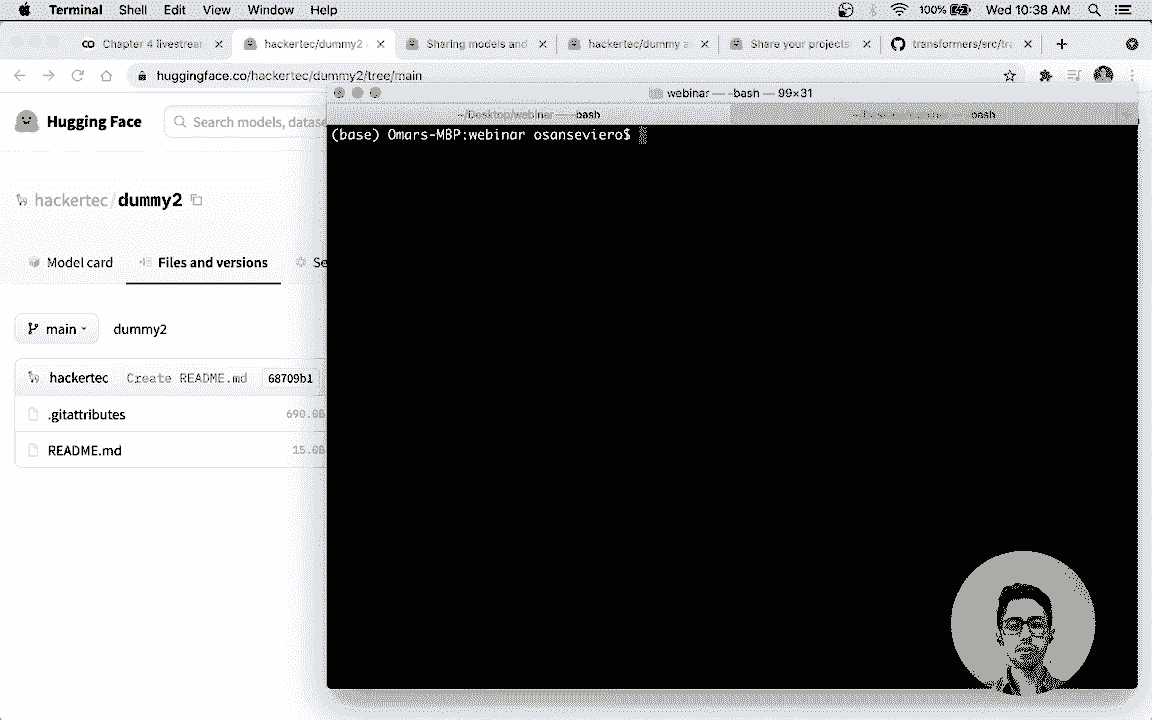 Terminal Shell Edit View Window Help 100% Wed 10:38 AM
Chapter 4 livestrear hackertec/dummy2 Sharing models and hackertec/dummy a Share your projects transformers/src/tra
huggingface.co/hackertec/dummy2/tree/main
webinar — -bash — 99×31
~/Desktop/webinar — -bash
bash
Hugging Face Search models, datase
(base) Omars-MBP:webinar osanseviero$
hackertec/dummy2
Model card Files and versions Se
main dummy2
hackertec Create README.md 68709b1
.gitattributes 690.0B
README.md 15.0B